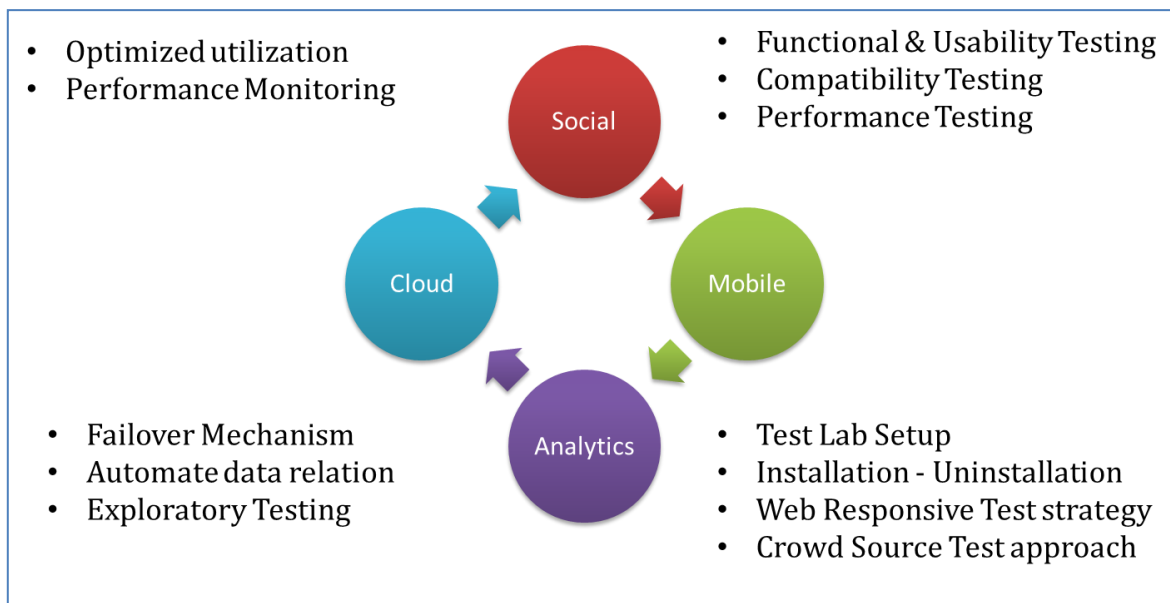 • Optimized utilization
• Performance Monitoring
• Functional & Usability Testing
• Compatibility Testing
• Performance Testing
Social
Cloud
Mobile
Analytics
• Failover Mechanism
• Automate data relation
• Exploratory Testing
• Test Lab Setup
• Installation - Uninstallation
• Web Responsive Test strategy
• Crowd Source Test approach